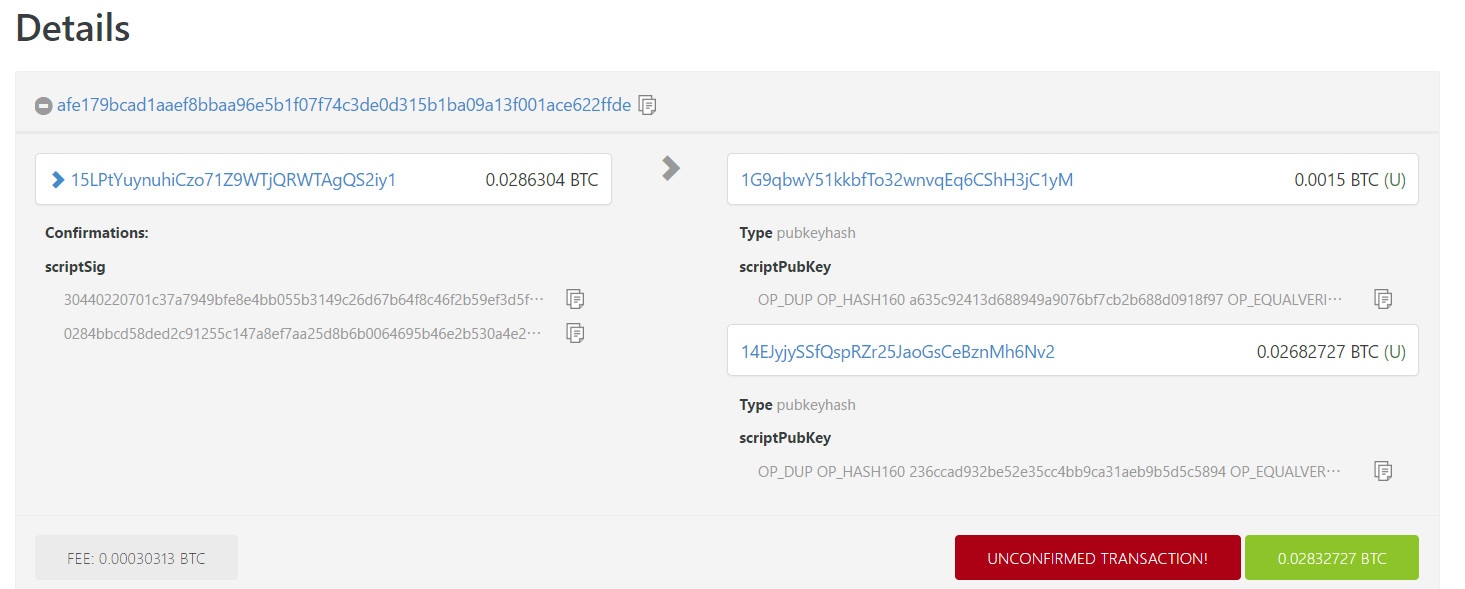 Details
afe179bcad1aaef8bbaa96e5b1f07f74c3de0d315b1ba09a13f001ace622ffde
15LPtYuynuhiCzo71Z9WTjQRWTAgQS2iy1 0.0286304 BTC
1G9qbwY51kkbfTo32wnvqEq6CShH3jC1yM 0.0015 BTC (U)
Confirmations:
Type pubkeyhash
scriptSig
scriptPubKey
30440220701c37a7949bfe8e4bb055b3149c26d67b64f8c46f2b59ef3d5f···
OP_DUP OP_HASH160 a635c92413d688949a9076bf7cb2b688d0918f97 OP_EQUALVERI···
0284bbcd58ded2c91255c147a8ef7aa25d8b6b0064695b46e2b530a4e2···
14EJyjySSfQspRZr25JaoGsCeBznMh6Nv2 0.02682727 BTC (U)
Type pubkeyhash
scriptPubKey
OP_DUP OP_HASH160 236ccad932be52e35cc4bb9ca31aeb9b5d5c5894 OP_EQUALVER···
FEE: 0.00030313 BTC
UNCONFIRMED TRANSACTION!
0.02832727 BTC